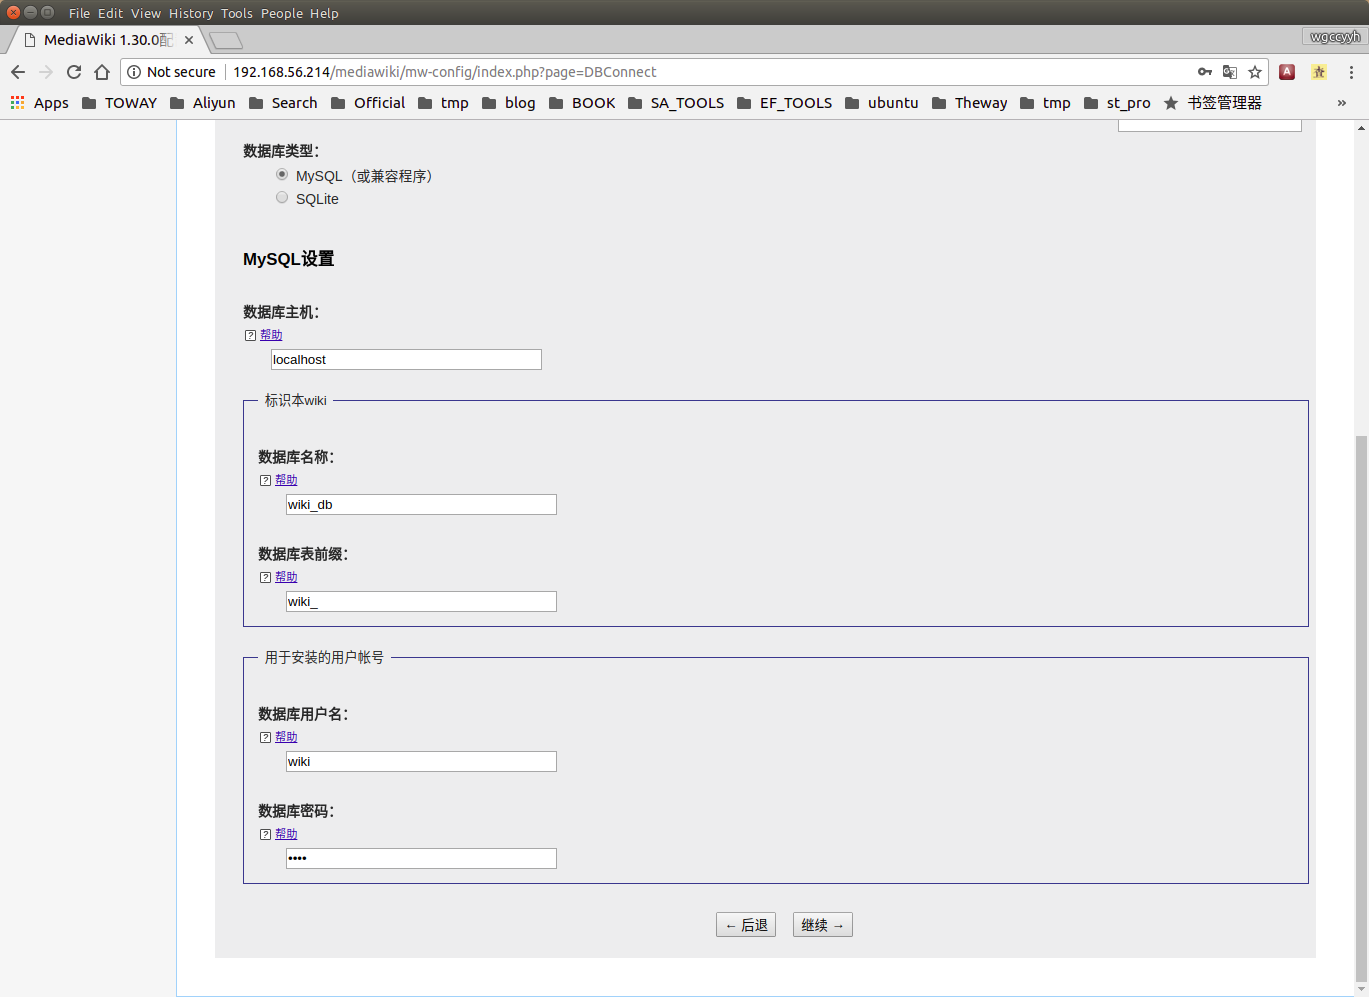 File Edit View History Tools People Help
MediaWiki 1.30.0配
wgccyyh
Not secure 192.168.56.214/mediawiki/mw-config/index.php?page=DBConnect
Apps TOWAY Aliyun Search Official tmp blog BOOK SA_TOOLS EF_TOOLS ubuntu Theway tmp st_pro 书签管理器 »
数据库类型：
MySQL（或兼容程序）
SQLite
MySQL设置
数据库主机：
? 帮助
localhost
标识本wiki
数据库名称：
? 帮助
wiki_db
数据库表前缀：
? 帮助
wiki_
用于安装的用户帐号
数据库用户名：
? 帮助
wiki
数据库密码：
? 帮助
••••
← 后退 继续 →